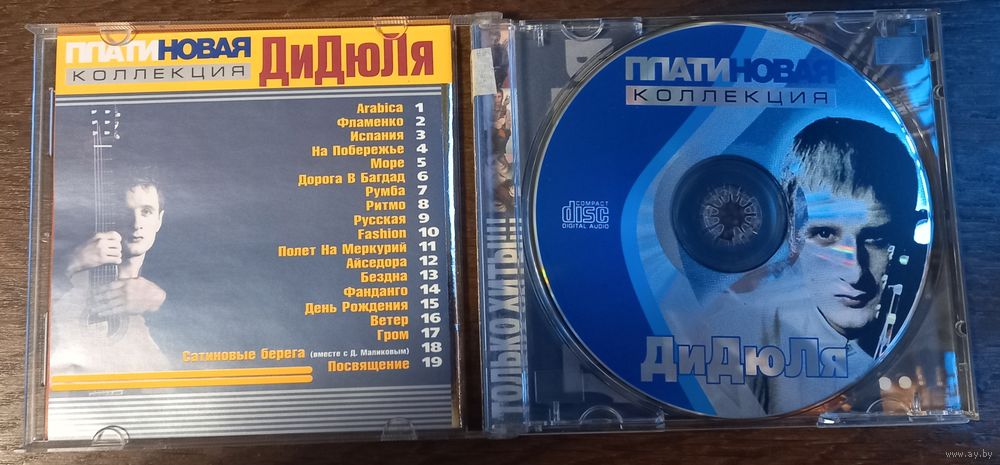 ПЛАТИНОВАЯ
КОЛЛЕКЦИЯ
ДиДюЛя
Arabica 1
Фламенко 2
Испания 3
На Побережье 4
Море 5
Дорога В Багдад 6
Румба 7
Ритмо 8
Русская 9
Fashion 10
Полет На Меркурий 11
Айседора 12
Бездна 13
Фанданго 14
День Рождения 15
Ветер 16
Гром 17
Сатиновые берега (вместе с Д. Маликовым) 18
Посвящение 19
ТОЛЬКО ХИТЫ!!!
ПЛАТИНОВАЯ
КОЛЛЕКЦИЯ
COMPACT
disc
DIGITAL AUDIO
ДиДюЛя
www.ay.by